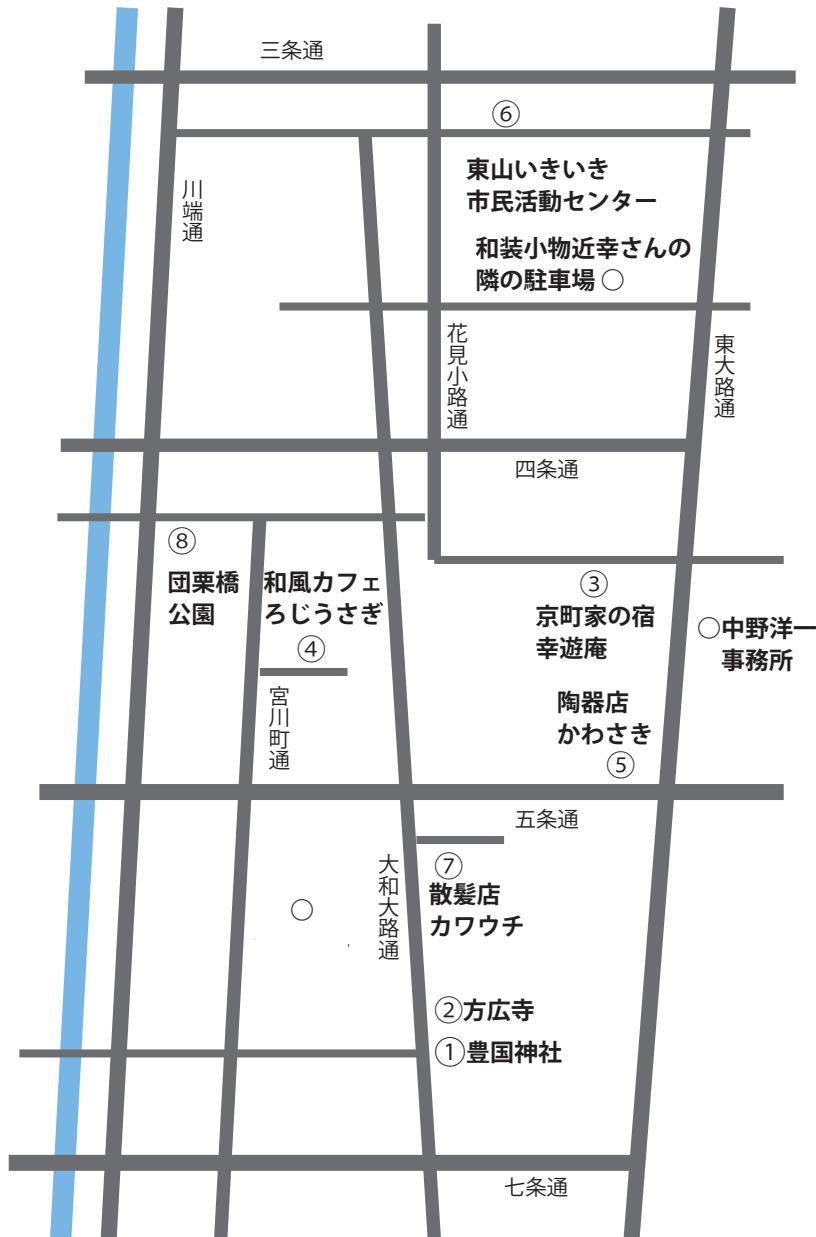 三条通
⑥
東山いきいき
市民活動センター
川端通
和装小物近幸さんの
隣の駐車場 ○
花見小路通
東大路通
四条通
⑧
団栗橋
公園
和風カフェ
ろじうさぎ
④
③
京町家の宿
幸遊庵
○中野洋一
事務所
宮川町通
陶器店
かわさき
⑤
五条通
大和大路通
⑦
散髪店
カワウチ
○
②方広寺
①豊国神社
七条通